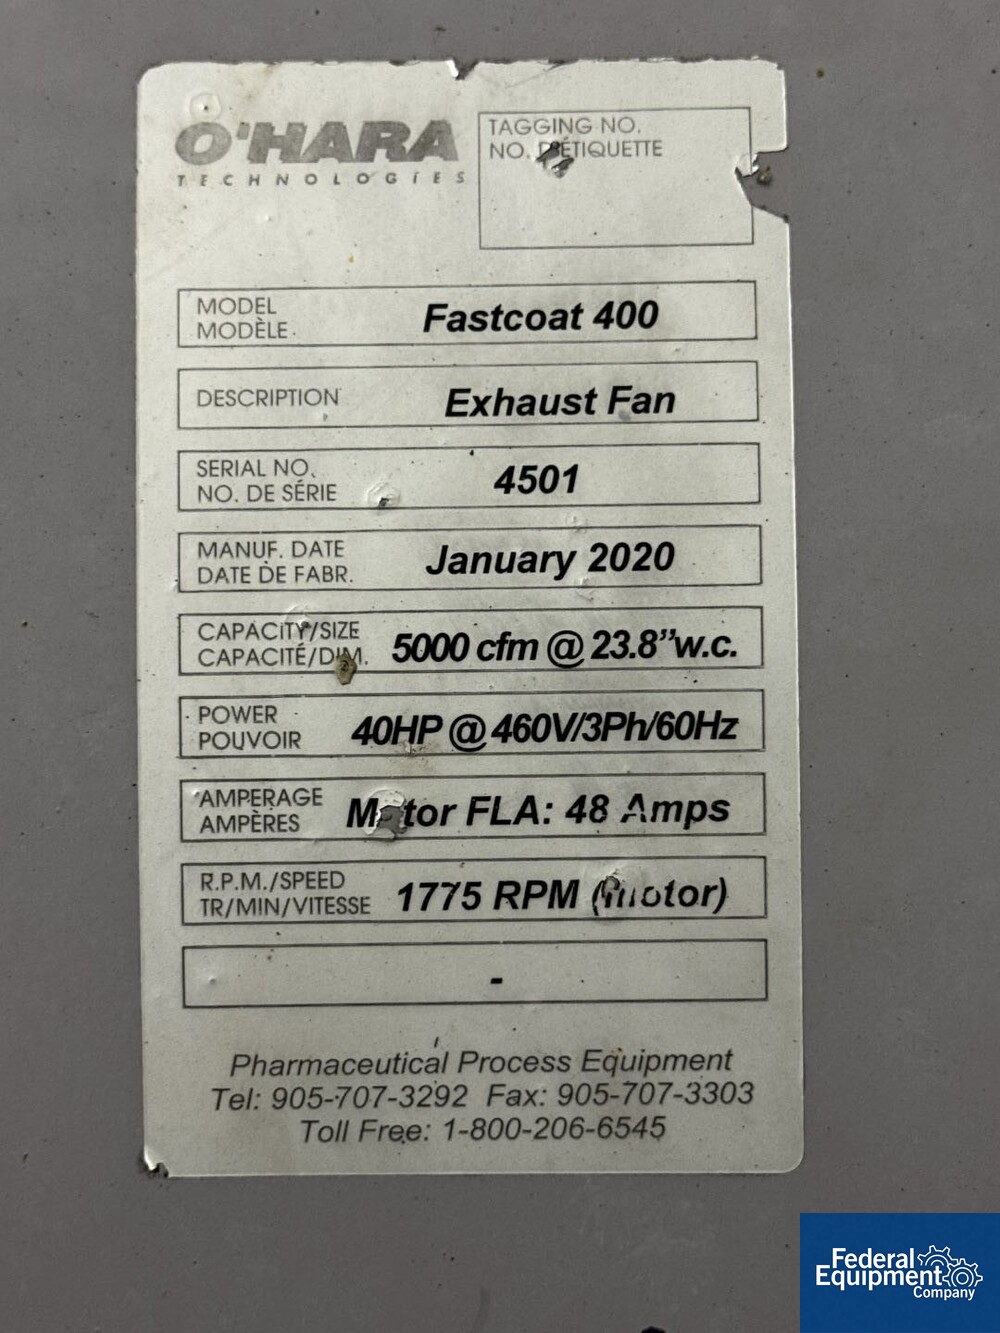 O'HARA
TECHNOLOGIES
TAGGING NO.
NO. D'ÉTIQUETTE
MODEL
MODÈLE
Fastcoat 400
DESCRIPTION
Exhaust Fan
SERIAL NO.
NO. DE SÉRIE
4501
MANUF. DATE
DATE DE FABR.
January 2020
CAPACITY/SIZE
CAPACITÉ/DIM.
5000 cfm @ 23.8"w.c.
POWER
POUVOIR
40HP @ 460V/3Ph/60Hz
AMPERAGE
AMPÈRES
Motor FLA: 48 Amps
R.P.M./SPEED
TR/MIN/VITESSE
1775 RPM (motor)
-
Pharmaceutical Process Equipment
Tel: 905-707-3292 Fax: 905-707-3303
Toll Free: 1-800-206-6545
Federal
Equipment
Company